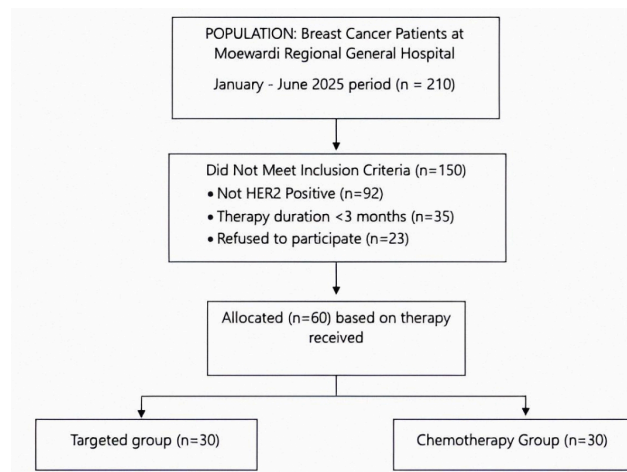 POPULATION: Breast Cancer Patients at
Moewardi Regional General Hospital
January - June 2025 period (n = 210)
Did Not Meet Inclusion Criteria (n=150)
• Not HER2 Positive (n=92)
• Therapy duration <3 months (n=35)
• Refused to participate (n=23)
Allocated (n=60) based on therapy
received
Targeted group (n=30)
Chemotherapy Group (n=30)